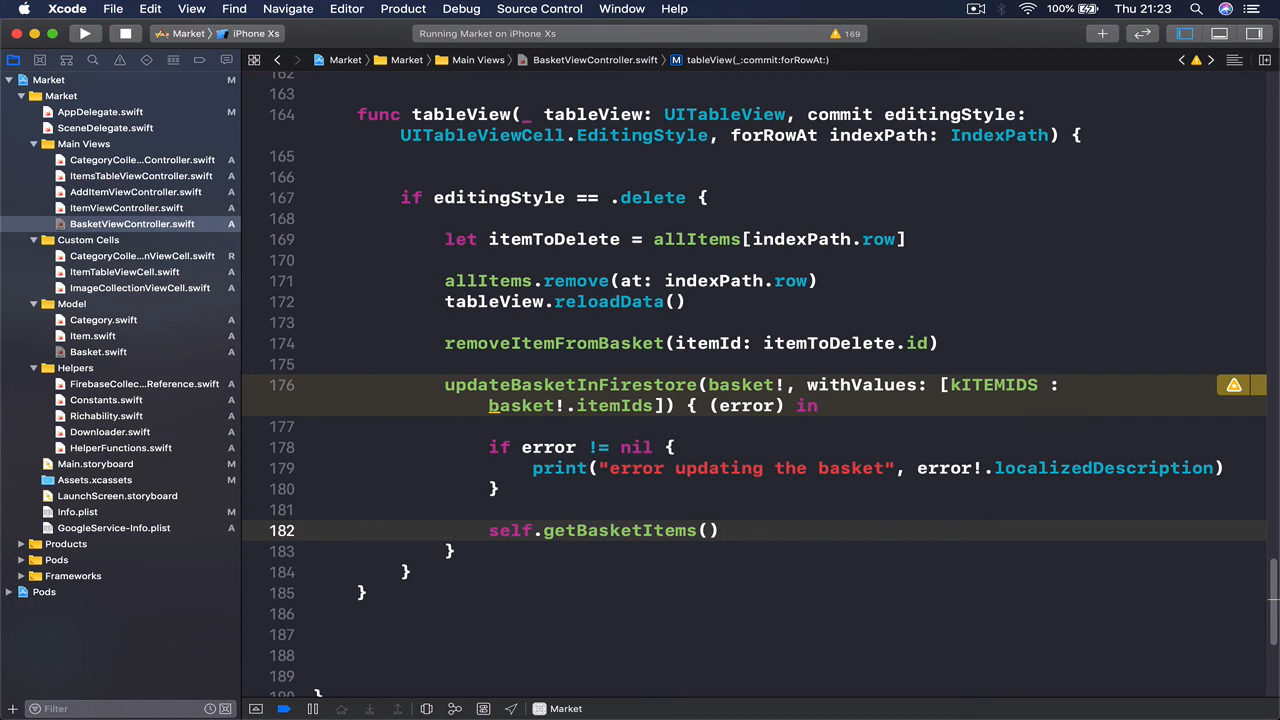 Xcode File Edit View Find Navigate Editor Product Debug Source Control Window Help 100% Thu 21:23
Market iPhone Xs Running Market on iPhone Xs 169
Market Market Main Views BasketViewController.swift M tableView(_:commit:forRowAt:)
Market M
Market
AppDelegate.swift M
SceneDelegate.swift
Main Views
CategoryColle...Controller.swift A
ItemsTableViewController.swift A
AddItemViewController.swift A
ItemViewController.swift A
BasketViewController.swift A
Custom Cells
CategoryColle...nViewCell.swift R
ItemTableViewCell.swift A
ImageCollectionViewCell.swift A
Model
Category.swift A
Item.swift A
Basket.swift A
Helpers
FirebaseCollec...Reference.swift A
Constants.swift A
Richability.swift A
Downloader.swift A
HelperFunctions.swift A
Main.storyboard M
Assets.xcassets
LaunchScreen.storyboard
Info.plist M
GoogleService-Info.plist A
Products
Pods
Frameworks
Pods
Filter
162
163
164 func tableView(_ tableView: UITableView, commit editingStyle:
UITableViewCell.EditingStyle, forRowAt indexPath: IndexPath) {
165
166
167 if editingStyle == .delete {
168
169 let itemToDelete = allItems[indexPath.row]
170
171 allItems.remove(at: indexPath.row)
172 tableView.reloadData()
173
174 removeItemFromBasket(itemId: itemToDelete.id)
175
176 updateBasketInFirestore(basket!, withValues: [kITEMIDS :
basket!.itemIds]) { (error) in
177
178 if error != nil {
179 print("error updating the basket", error!.localizedDescription)
180 }
181
182 self.getBasketItems()
183 }
184 }
185 }
186
187
188
189
190 }
Market